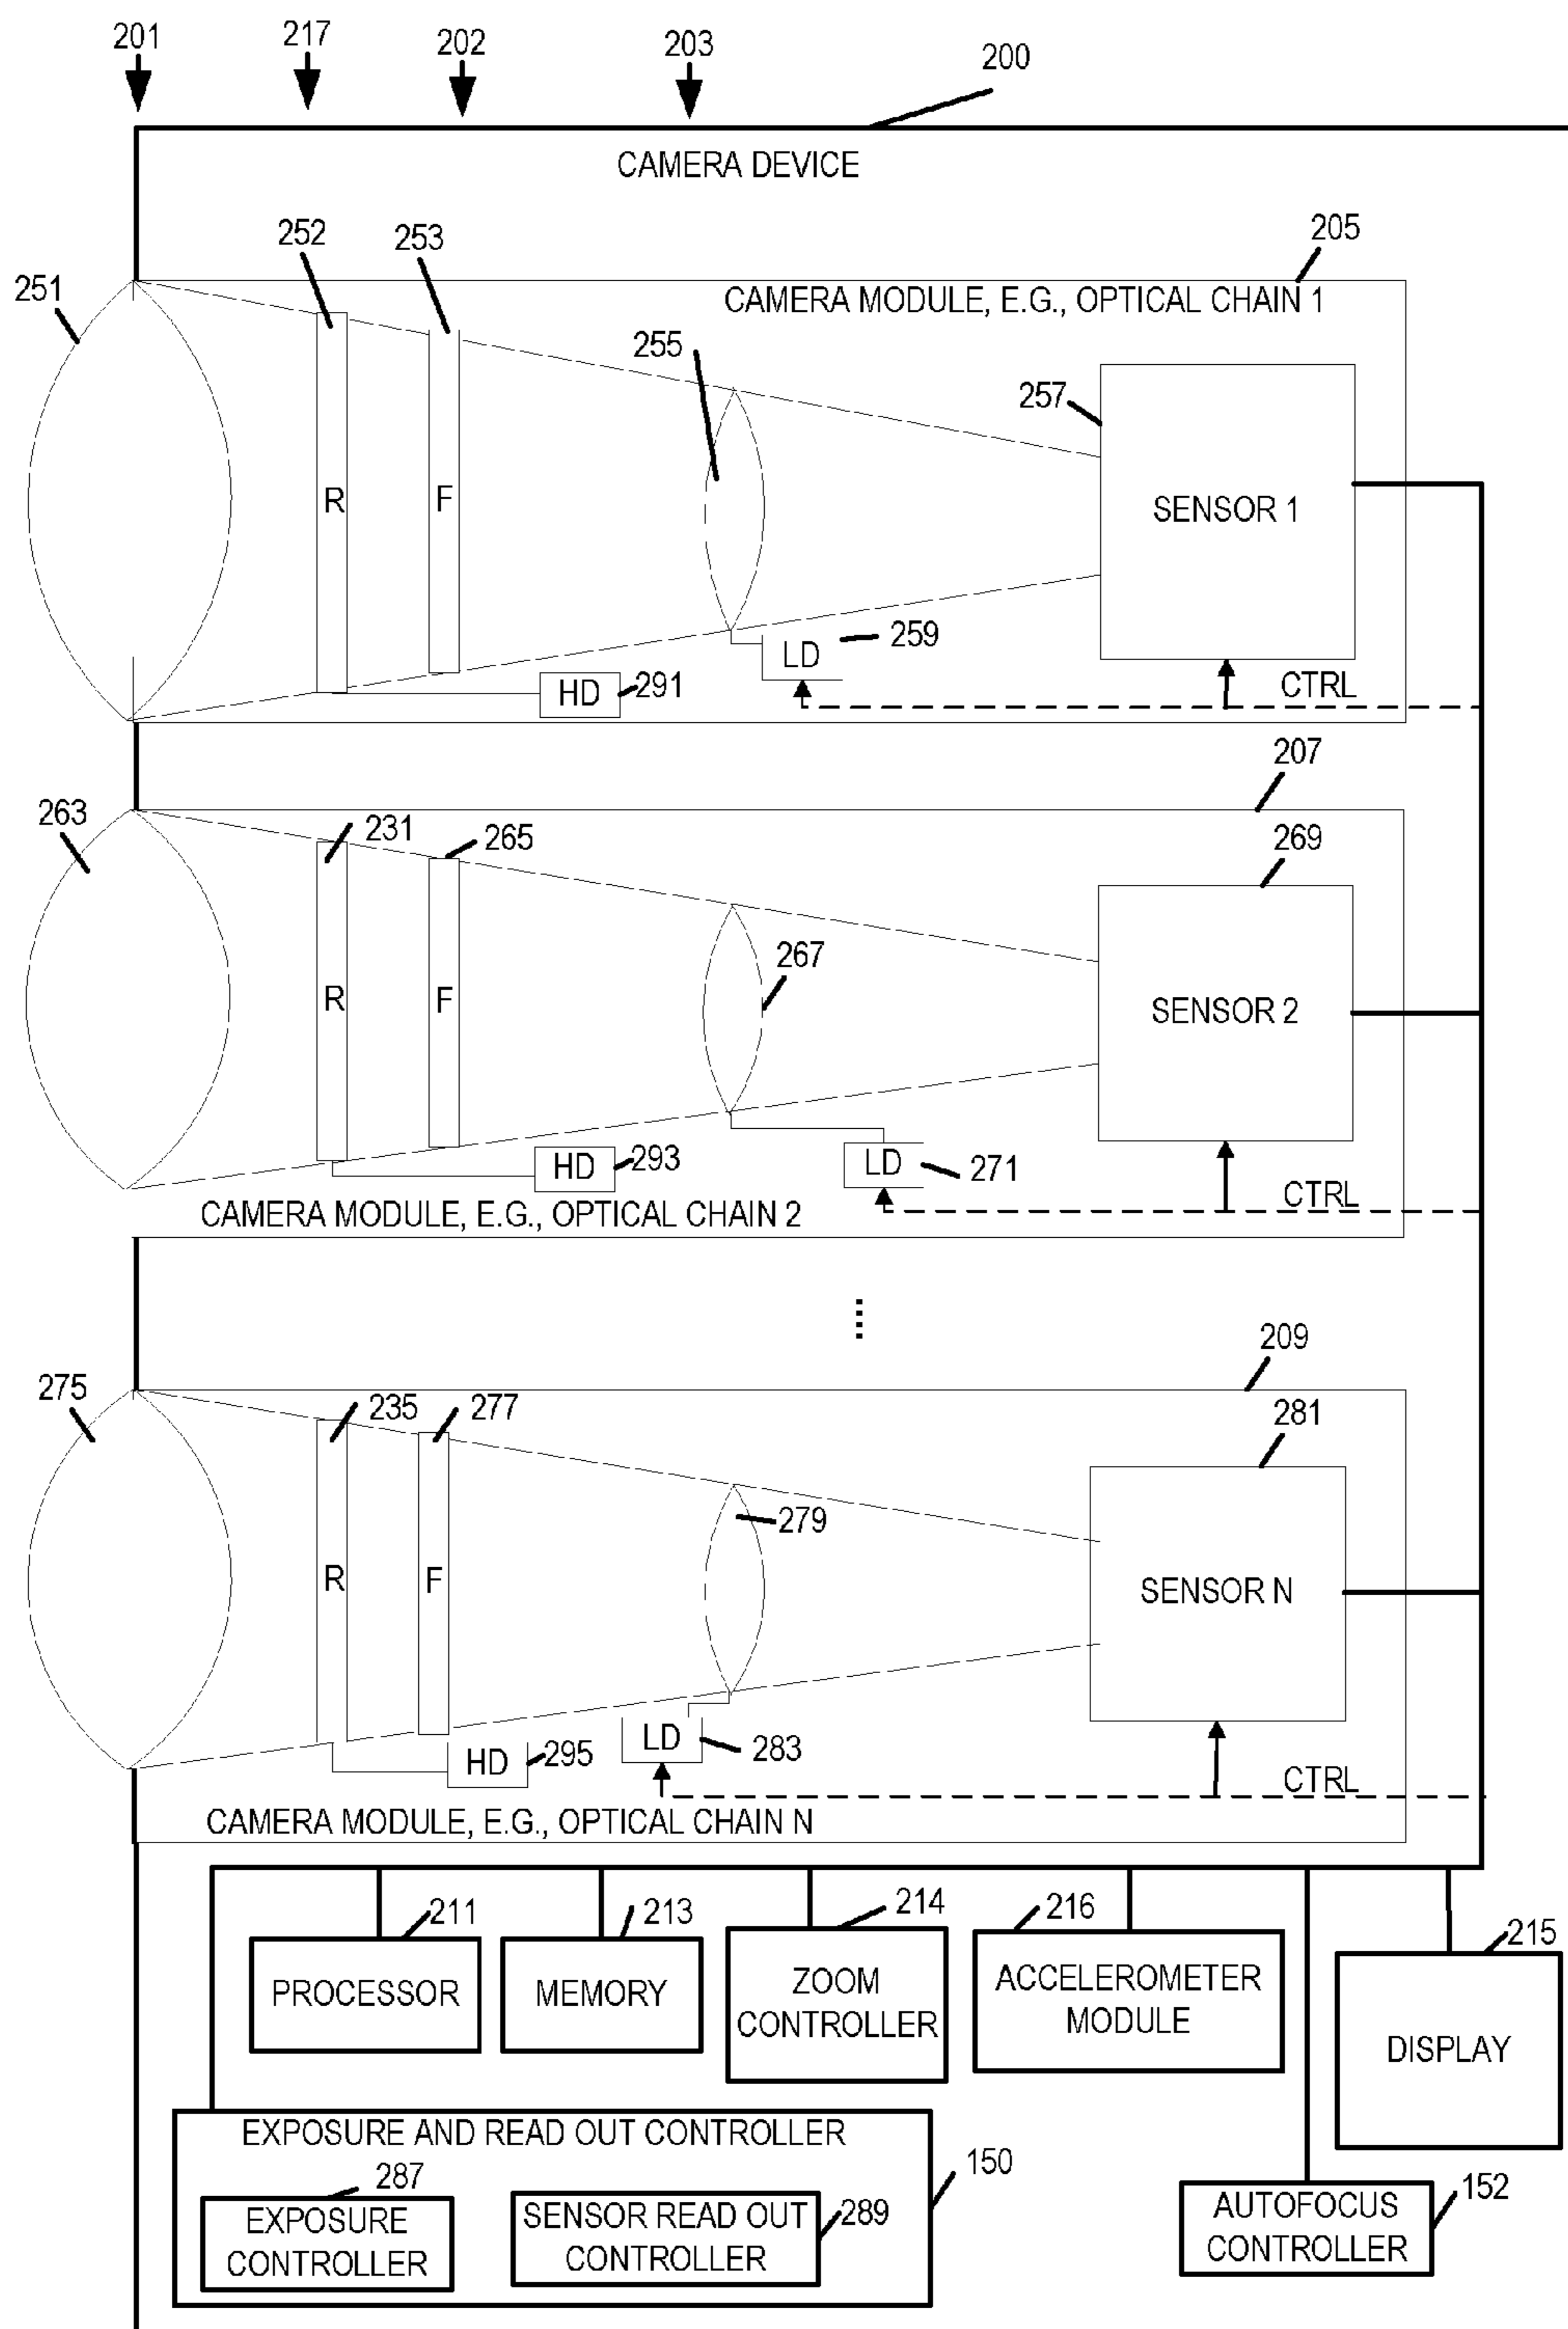 201
217
202
203
200
CAMERA DEVICE
252
253
205
251
CAMERA MODULE, E.G., OPTICAL CHAIN 1
255
257
R
F
SENSOR 1
259
LD
HD
291
CTRL
207
263
231
265
269
267
R
F
SENSOR 2
HD
293
LD
271
CTRL
CAMERA MODULE, E.G., OPTICAL CHAIN 2
209
275
235
277
281
279
R
F
SENSOR N
LD
283
HD
295
CTRL
CAMERA MODULE, E.G., OPTICAL CHAIN N
211
213
214
216
215
PROCESSOR
MEMORY
ZOOM
CONTROLLER
ACCELEROMETER
MODULE
DISPLAY
EXPOSURE AND READ OUT CONTROLLER
150
287
EXPOSURE
CONTROLLER
SENSOR READ OUT
CONTROLLER
289
AUTOFOCUS
CONTROLLER
152